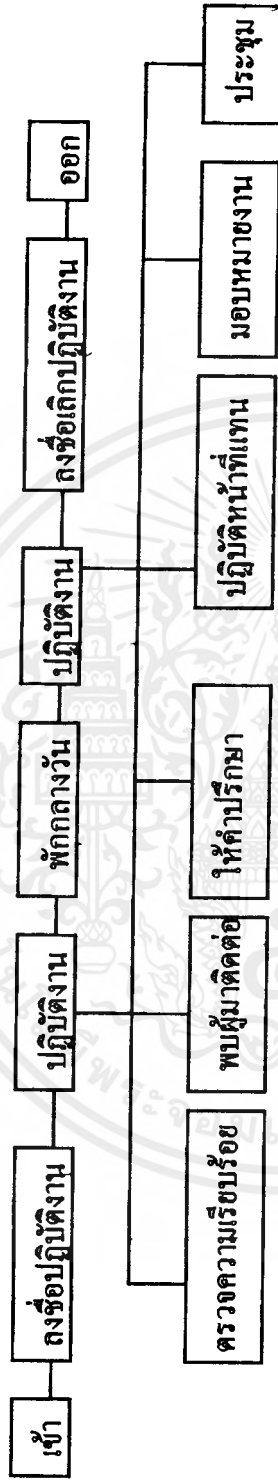 เข้า
ลงชื่อปฏิบัติงาน
ปฏิบัติงาน
พักกลางวัน
ปฏิบัติงาน
ลงชื่อเลิกปฏิบัติงาน
ออก
ตรวจความเรียบร้อย
พบผู้มาติดต่อ
ให้คำปรึกษา
ปฏิบัติหน้าที่แทน
มอบหมายงาน
ประชุม